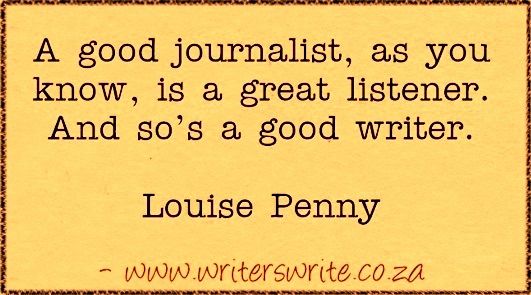 A good journalist, as you
know, is a great listener.
And so's a good writer.
Louise Penny
- www.writerswrite.co.za